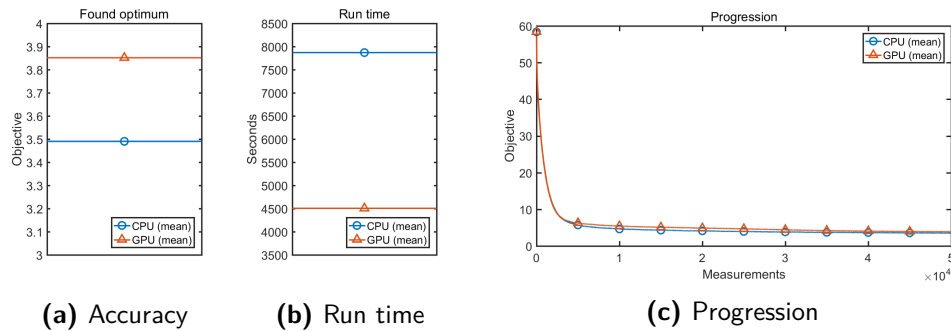 Found optimum
4
3.9
3.8
3.7
3.6
3.5
3.4
3.3
3.2
3.1
3
Objective
CPU (mean)
GPU (mean)
(a) Accuracy
Run time
8500
8000
7500
7000
6500
6000
5500
5000
4500
4000
3500
Seconds
CPU (mean)
GPU (mean)
(b) Run time
Progression
60
50
40
30
20
10
0
Objective
CPU (mean)
GPU (mean)
0 1 2 3 4 5
Measurements
×10⁴
(c) Progression